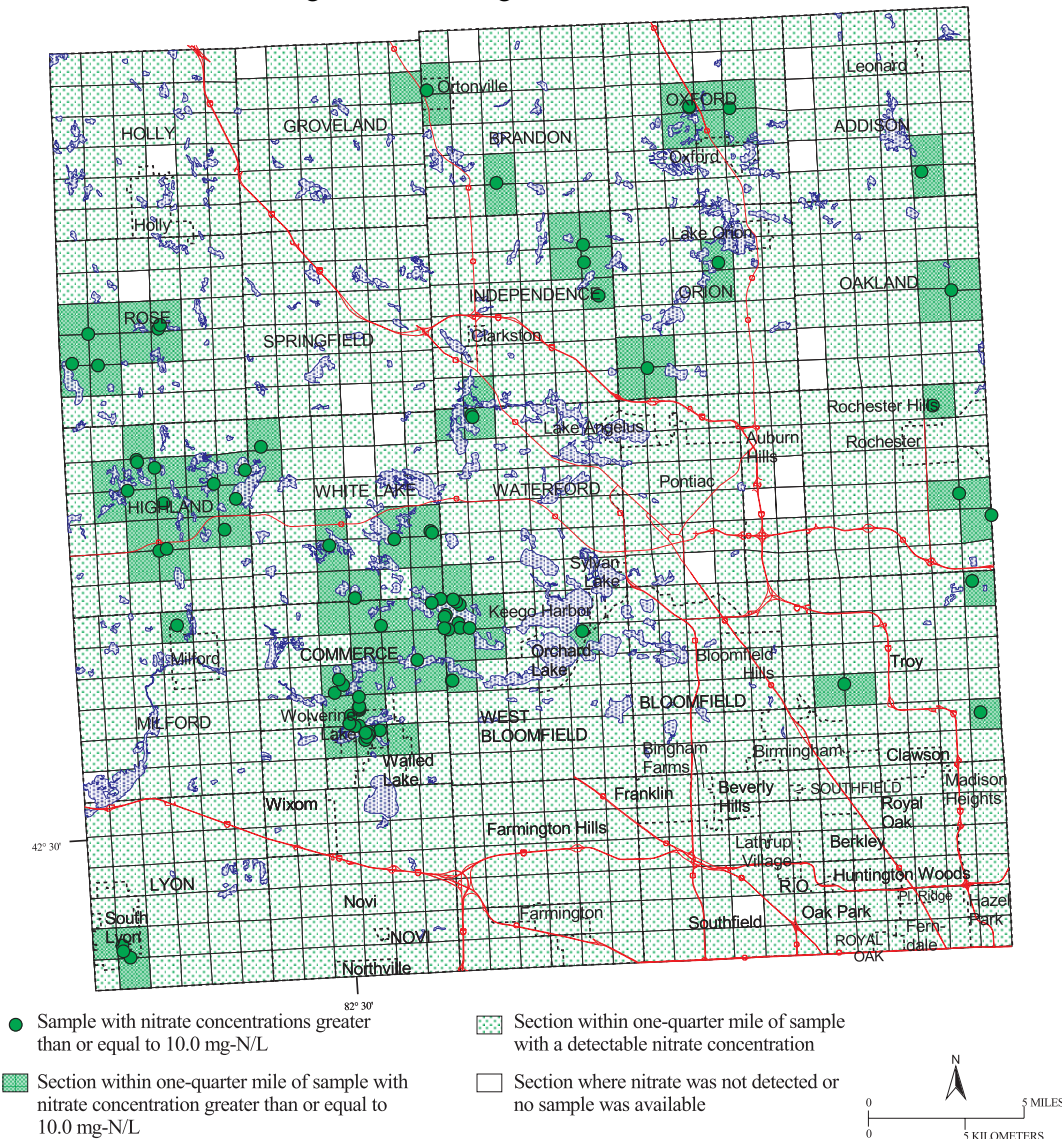 Leonard
Ortonville
OXFORD
HOLLY
GROVELAND
BRANDON
ADDISON
Oxford
Holly
Lake Orion
INDEPENDENCE
ORION
OAKLAND
ROSE
SPRINGFIELD
Clarkston
Rochester Hills
Lake Angelus
Auburn
Hills
Rochester
WHITE LAKE
WATERFORD
Pontiac
HIGHLAND
Sylvan
Lake
Keego Harbor
Milford
COMMERCE
Orchard
Lake
Bloomfield
Hills
Troy
MILFORD
Wolverine
Lake
WEST
BLOOMFIELD
BLOOMFIELD
Walled
Lake
Bingham
Farms
Birmingham
Clawson
Wixom
Franklin
Beverly
Hills
SOUTHFIELD
Royal
Oak
Madison
Heights
42° 30'
Farmington Hills
Lathrup
Village
Berkley
LYON
R.O.
Huntington Woods
Novi
Pl. Ridge
Hazel
Park
South
Lyon
Farmington
Southfield
Oak Park
Fern-
dale
NOVI
ROYAL
OAK
Northville
82° 30'
Sample with nitrate concentrations greater
than or equal to 10.0 mg-N/L
Section within one-quarter mile of sample
with a detectable nitrate concentration
Section within one-quarter mile of sample with
nitrate concentration greater than or equal to
10.0 mg-N/L
Section where nitrate was not detected or
no sample was available
N
0 5 MILES
0 5 KILOMETERS